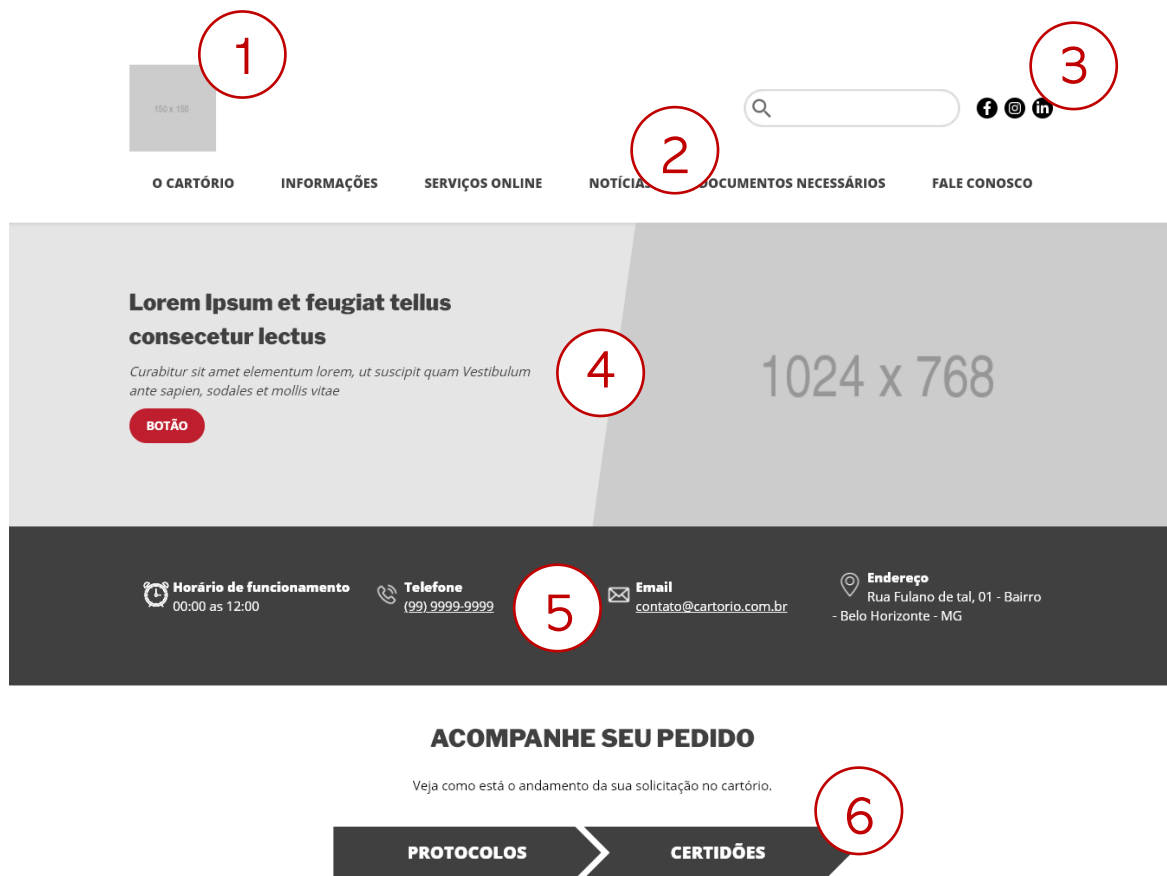 1
150 x 150
3
2
O CARTÓRIO INFORMAÇÕES SERVIÇOS ONLINE NOTÍCIAS DOCUMENTOS NECESSÁRIOS FALE CONOSCO
Lorem Ipsum et feugiat tellus
consecetur lectus
Curabitur sit amet elementum lorem, ut suscipit quam Vestibulum
ante sapien, sodales et mollis vitae
BOTÃO
4
1024 x 768
Horário de funcionamento
00:00 as 12:00
Telefone
(99) 9999-9999
5
Email
contato@cartorio.com.br
Endereço
Rua Fulano de tal, 01 - Bairro
- Belo Horizonte - MG
ACOMPANHE SEU PEDIDO
Veja como está o andamento da sua solicitação no cartório.
6
PROTOCOLOS CERTIDÕES